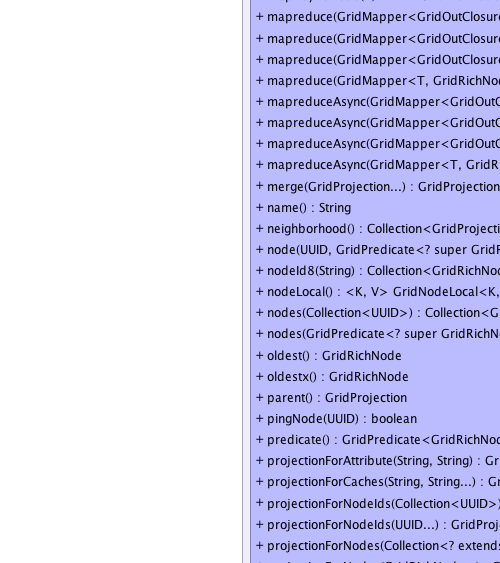 + mapreduce(GridMapper<GridOutClosure
+ mapreduce(GridMapper<GridOutClosure
+ mapreduce(GridMapper<GridOutClosure
+ mapreduce(GridMapper<T, GridRichNo
+ mapreduceAsync(GridMapper<GridOutC
+ mapreduceAsync(GridMapper<GridOutC
+ mapreduceAsync(GridMapper<GridOutC
+ mapreduceAsync(GridMapper<T, GridR
+ merge(GridProjection...) : GridProjection
+ name() : String
+ neighborhood() : Collection<GridProjecti
+ node(UUID, GridPredicate<? super GridR
+ nodeId8(String) : Collection<GridRichNo
+ nodeLocal() : <K, V> GridNodeLocal<K,
+ nodes(Collection<UUID>) : Collection<G
+ nodes(GridPredicate<? super GridRichN
+ oldest() : GridRichNode
+ oldestx() : GridRichNode
+ parent() : GridProjection
+ pingNode(UUID) : boolean
+ predicate() : GridPredicate<GridRichNo
+ projectionForAttribute(String, String) : Gr
+ projectionForCaches(String, String...) : Gr
+ projectionForNodeIds(Collection<UUID>)
+ projectionForNodeIds(UUID...) : GridProj
+ projectionForNodes(Collection<? extends